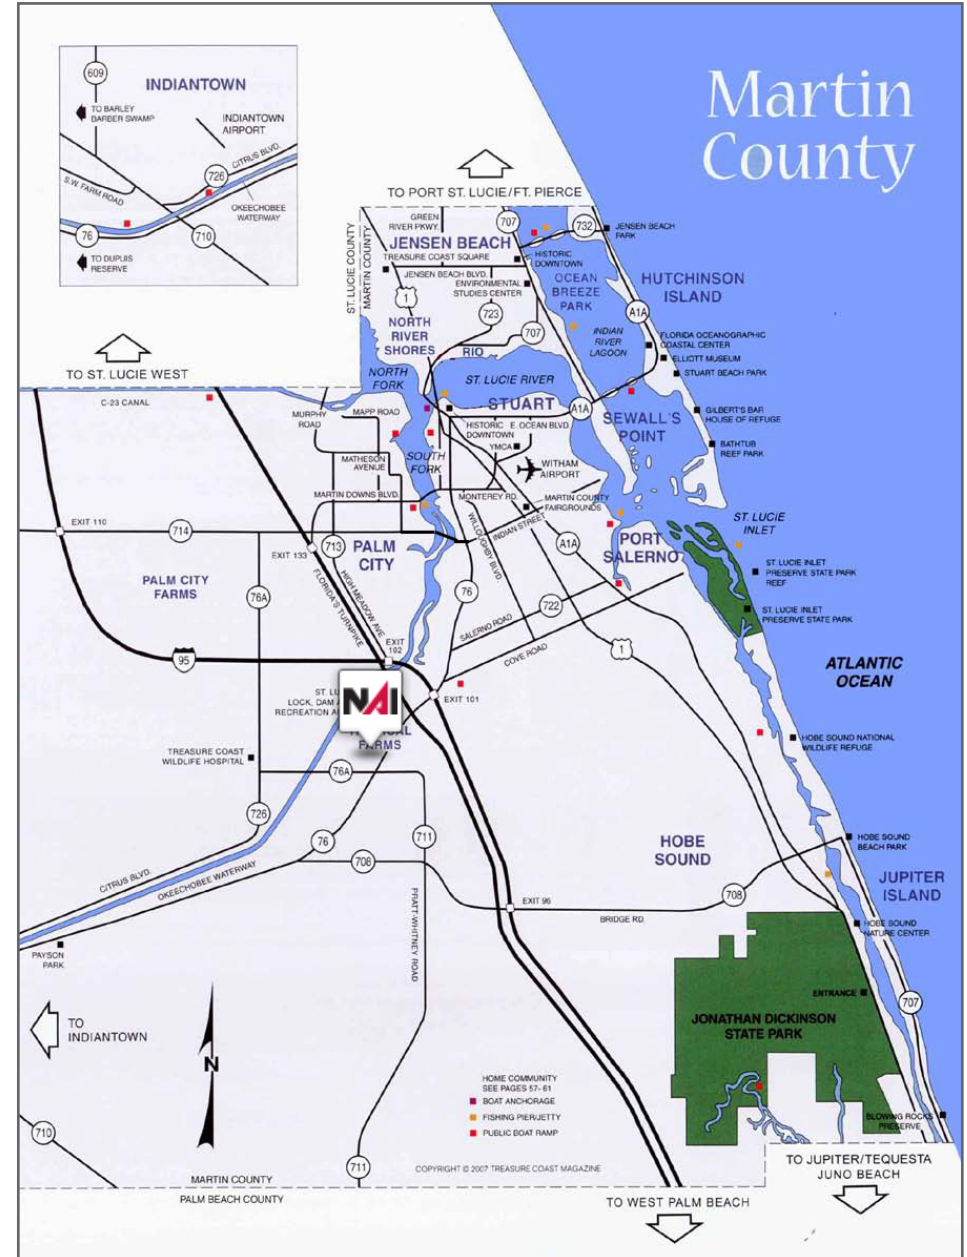 Martin
County
609
INDIANTOWN
TO BARLEY
BARBER SWAMP
INDIANTOWN
AIRPORT
726
CITRUS BLVD.
S.W. FARM ROAD
OKEECHOBEE
WATERWAY
76
710
TO DUPUIS
RESERVE
TO PORT ST. LUCIE/FT. PIERCE
ST. LUCIE COUNTY
MARTIN COUNTY
GREEN
RIVER PKWY.
707
732
JENSEN BEACH
PARK
JENSEN BEACH
TREASURE COAST SQUARE
HISTORIC
DOWNTOWN
JENSEN BEACH BLVD.
ENVIRONMENTAL
STUDIES CENTER
OCEAN
BREEZE
PARK
HUTCHINSON
ISLAND
1
723
A1A
NORTH
RIVER
SHORES
707
INDIAN
RIVER
LAGOON
FLORIDA OCEANOGRAPHIC
COASTAL CENTER
RIO
ELLIOTT MUSEUM
TO ST. LUCIE WEST
NORTH
FORK
ST. LUCIE RIVER
STUART BEACH PARK
C-23 CANAL
MURPHY
ROAD
MAPP ROAD
STUART
A1A
SEWALL'S
POINT
GILBERT'S BAR
HOUSE OF REFUGE
HISTORIC
DOWNTOWN
E. OCEAN BLVD.
YMCA
BATHTUB
REEF PARK
MATHESON
AVENUE
SOUTH
FORK
WITHAM
AIRPORT
MARTIN DOWNS BLVD.
MONTEREY RD.
MARTIN COUNTY
FAIRGROUNDS
ST. LUCIE
INLET
EXIT 110
714
INDIAN STREET
WILLOUGHBY BLVD.
A1A
PORT
SALERNO
EXIT 133
713
PALM
CITY
ST. LUCIE INLET
PRESERVE STATE PARK
REEF
PALM CITY
FARMS
76A
FLORIDA'S TURNPIKE
HIGH MEADOW AVE.
76
722
SALERNO ROAD
COVE ROAD
ST. LUCIE INLET
PRESERVE STATE PARK
EXIT
102
1
95
ATLANTIC
OCEAN
NAI
EXIT 101
LOCK, DAM
RECREATION
FARMS
HOBE SOUND NATIONAL
WILDLIFE REFUGE
TREASURE COAST
WILDLIFE HOSPITAL
76A
726
76
711
708
HOBE
SOUND
HOBE SOUND
BEACH PARK
CITRUS BLVD.
OKEECHOBEE WATERWAY
JUPITER
ISLAND
708
EXIT 96
BRIDGE RD.
PRATT-WHITNEY ROAD
HOBE SOUND
NATURE CENTER
PAYSON
PARK
ENTRANCE
707
TO
INDIANTOWN
JONATHAN DICKINSON
STATE PARK
N
HOME COMMUNITY
SEE PAGES 57- 61
BOAT ANCHORAGE
FISHING PIER/JETTY
PUBLIC BOAT RAMP
BLOWING ROCKS
PRESERVE
710
711
COPYRIGHT © 2007 TREASURE COAST MAGAZINE
MARTIN COUNTY
PALM BEACH COUNTY
TO WEST PALM BEACH
TO JUPITER/TEQUESTA
JUNO BEACH